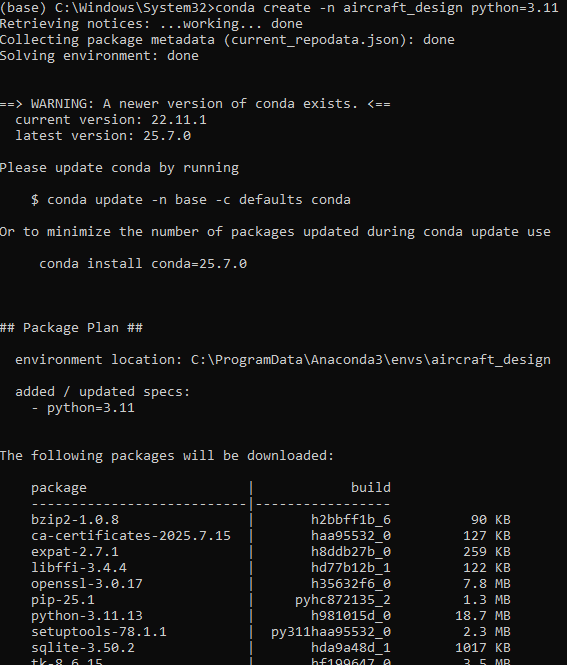 (base) C:\Windows\System32>conda create -n aircraft_design python=3.11
Retrieving notices: ...working... done
Collecting package metadata (current_repodata.json): done
Solving environment: done
==> WARNING: A newer version of conda exists. <==
  current version: 22.11.1
  latest version: 25.7.0
Please update conda by running
    $ conda update -n base -c defaults conda
Or to minimize the number of packages updated during conda update use
     conda install conda=25.7.0
## Package Plan ##
  environment location: C:\ProgramData\Anaconda3\envs\aircraft_design
  added / updated specs:
    - python=3.11
The following packages will be downloaded:
    package                    |            build
    ---------------------------|-----------------
    bzip2-1.0.8                |       h2bbff1b_6          90 KB
    ca-certificates-2025.7.15  |       haa95532_0         127 KB
    expat-2.7.1                |       h8ddb27b_0         259 KB
    libffi-3.4.4               |       hd77b12b_1         122 KB
    openssl-3.0.17             |       h35632f6_0         7.8 MB
    pip-25.1                   |     pyhc872135_2         1.3 MB
    python-3.11.13             |       h981015d_0        18.7 MB
    setuptools-78.1.1          |  py311haa95532_0         2.3 MB
    sqlite-3.50.2              |       hda9a48d_1        1017 KB
    tk-8.6.15                  |       hf199647_0         3.5 MB